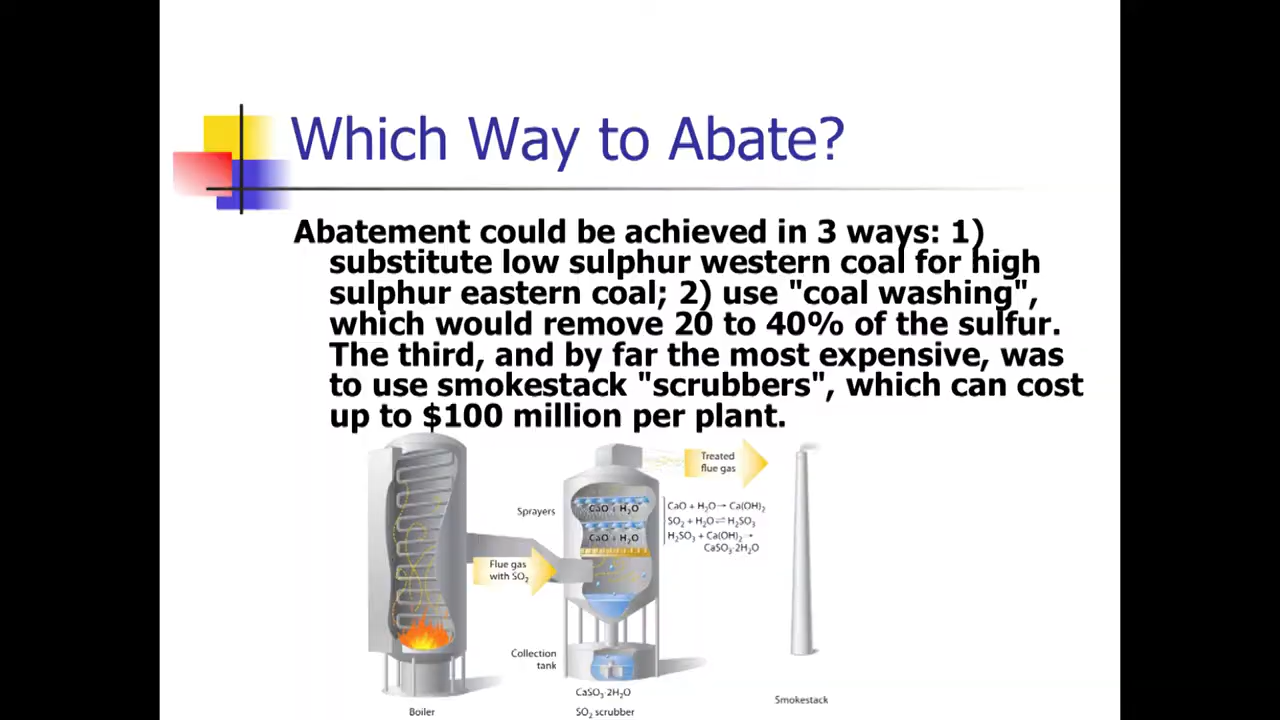 Which Way to Abate?
Abatement could be achieved in 3 ways: 1)
substitute low sulphur western coal for high
sulphur eastern coal; 2) use "coal washing",
which would remove 20 to 40% of the sulfur.
The third, and by far the most expensive, was
to use smokestack "scrubbers", which can cost
up to $100 million per plant.
Treated
flue gas
Sprayers
CaO + H₂O
CaO + H₂O
CaO + H₂O → Ca(OH)₂
SO₂ + H₂O ⇌ H₂SO₃
H₂SO₃ + Ca(OH)₂ →
CaSO₃·2H₂O
Flue gas
with SO₂
Collection
tank
CaSO₃·2H₂O
Boiler
SO₂ scrubber
Smokestack